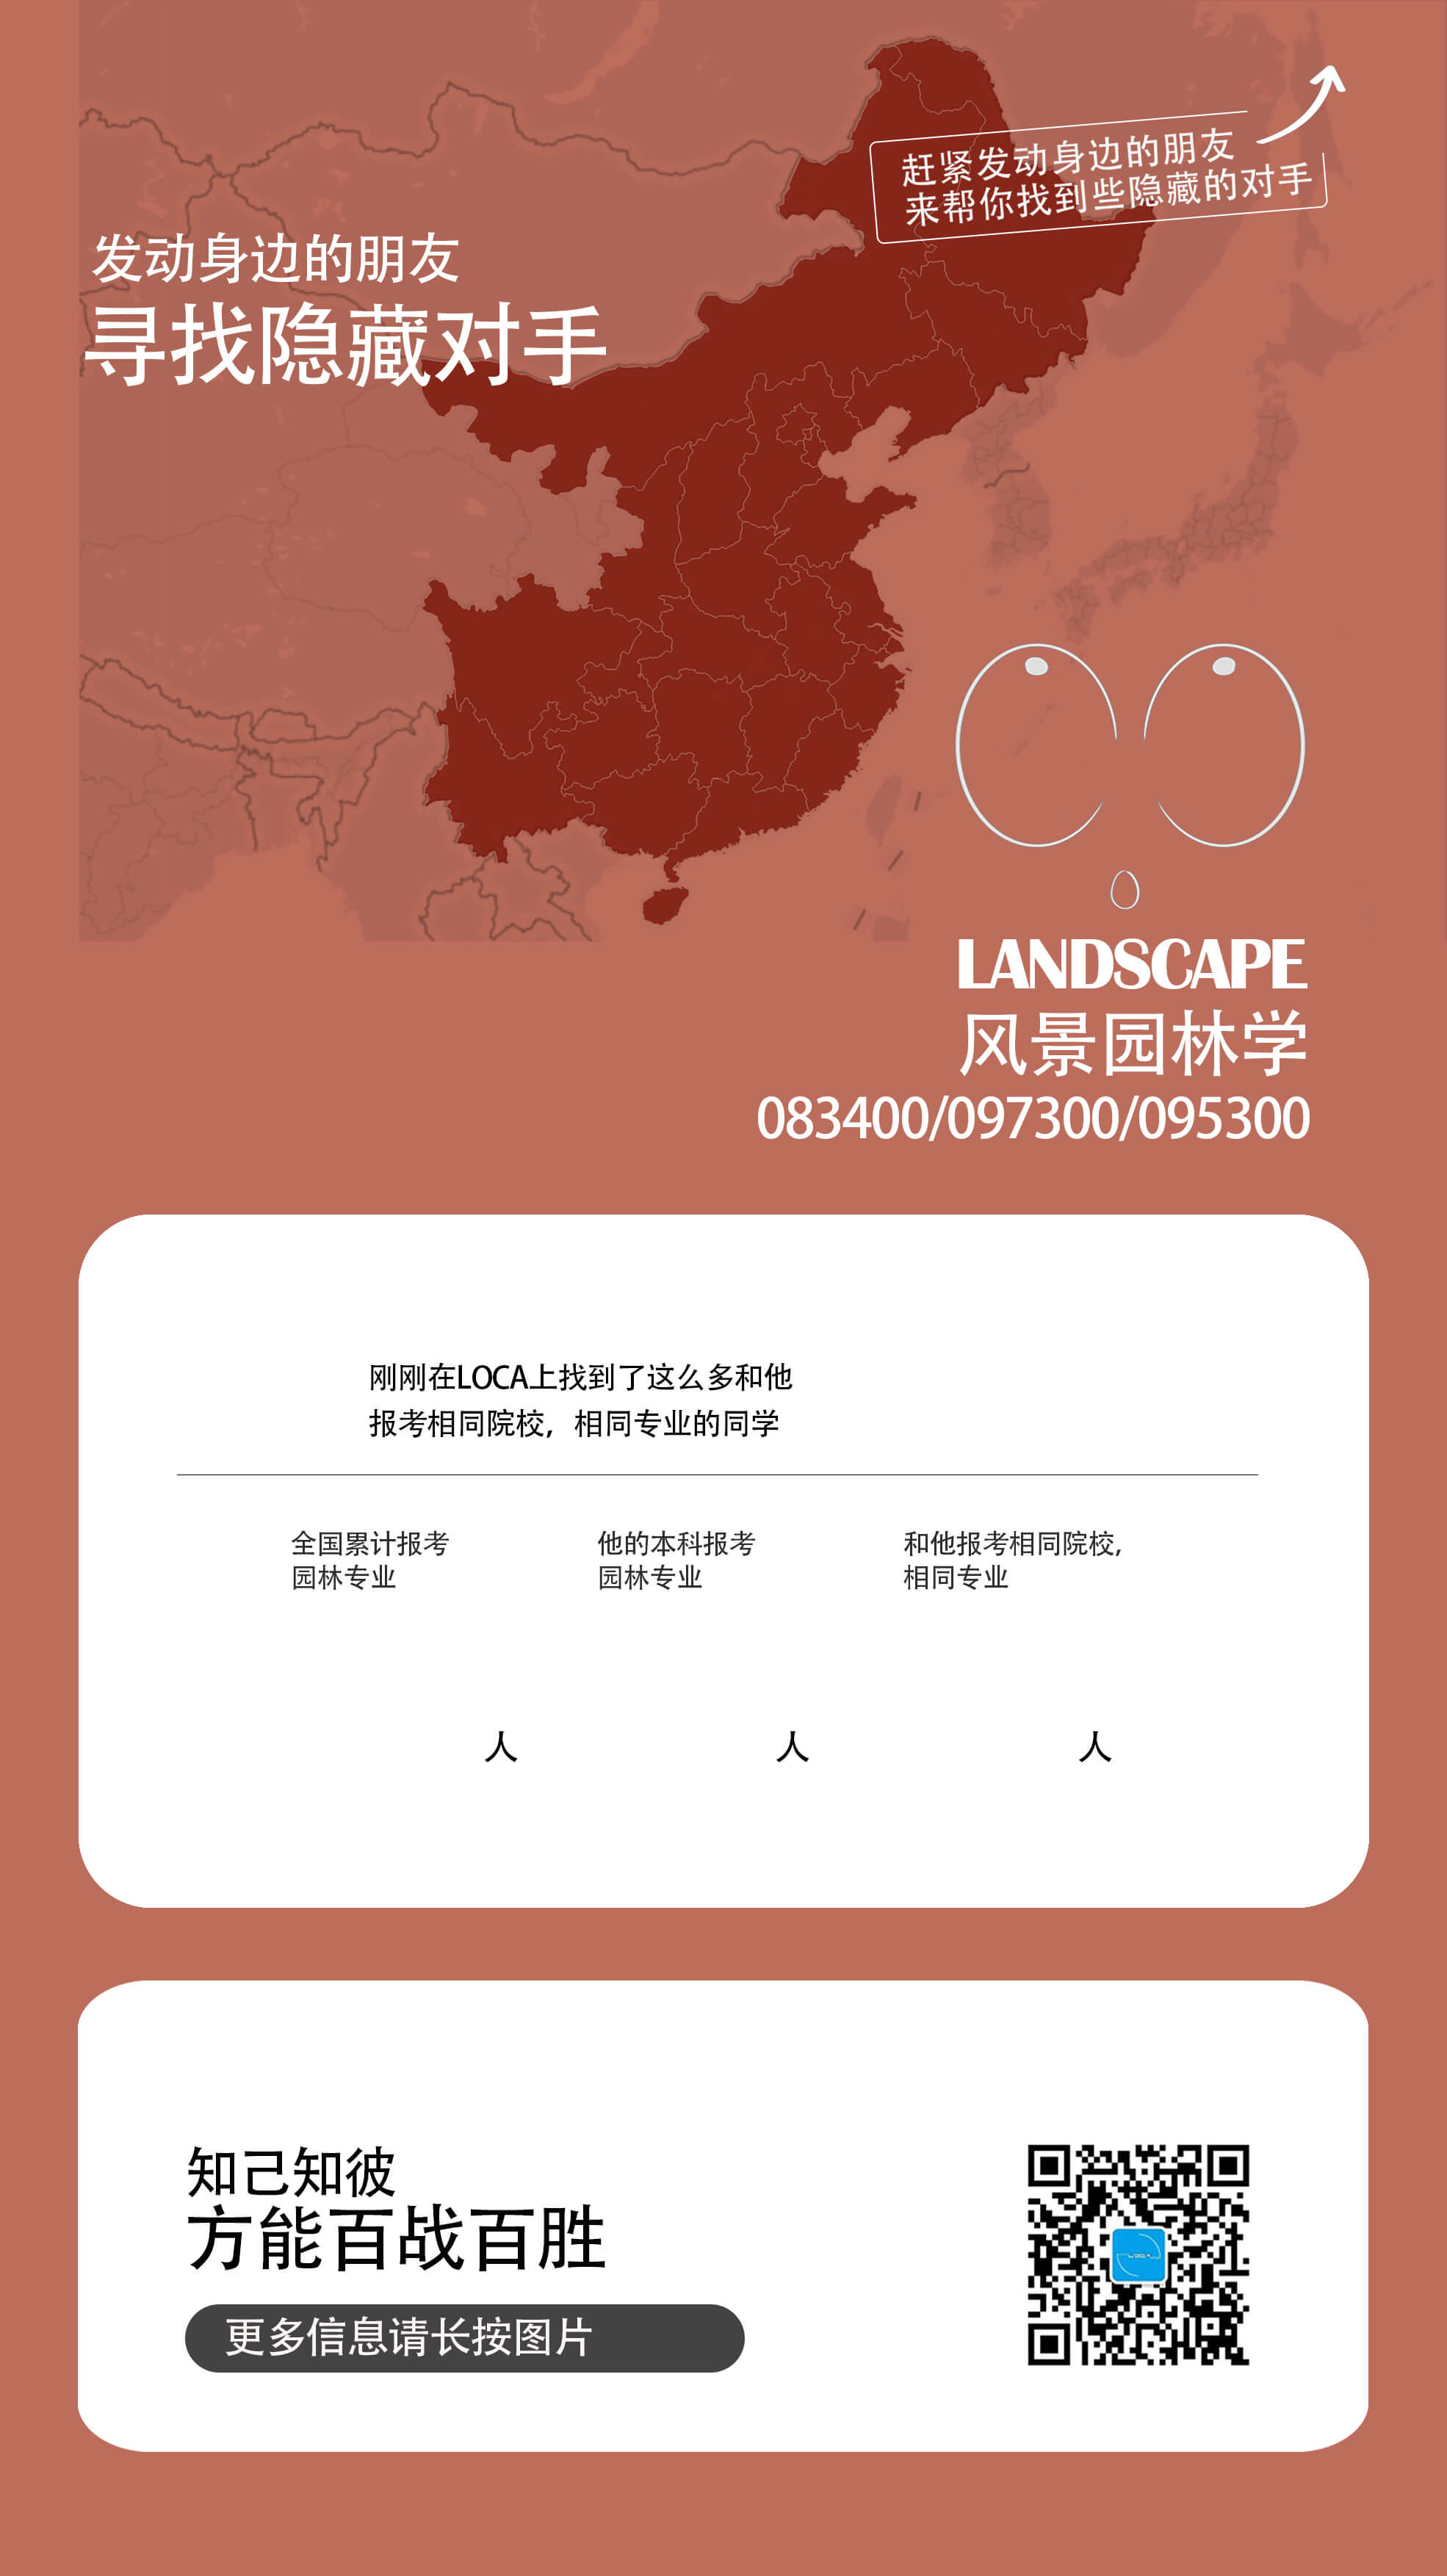 赶紧发动身边的朋友
来帮你找到些隐藏的对手
发动身边的朋友
寻找隐藏对手
LANDSCAPE
风景园林学
083400/097300/095300
刚刚在LOCA上找到了这么多和他
报考相同院校，相同专业的同学
全国累计报考
园林专业
他的本科报考
园林专业
和他报考相同院校,
相同专业
人
人
人
知己知彼
方能百战百胜
更多信息请长按图片